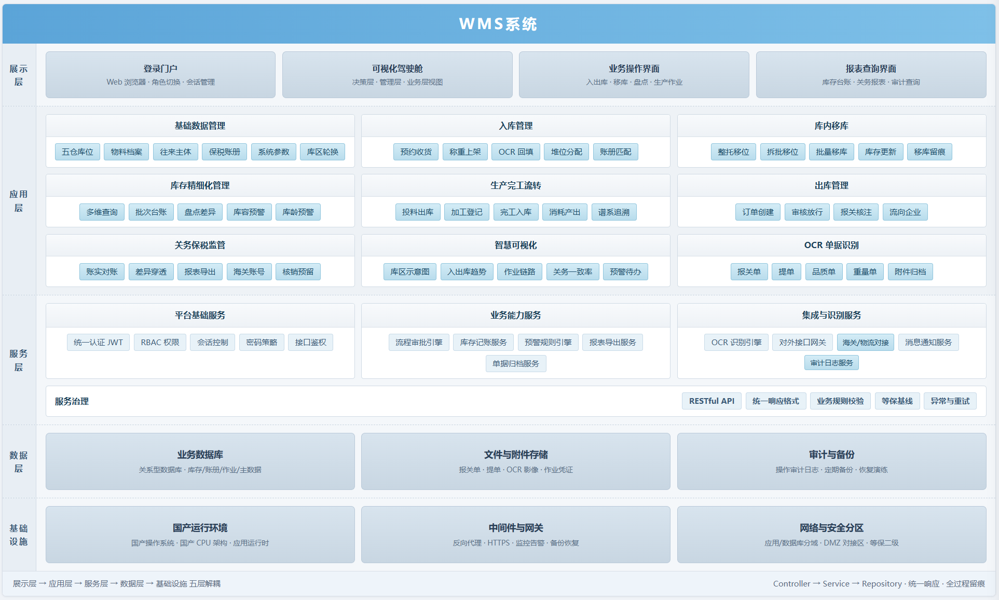 WMS系统
展示层
登录门户
Web 浏览器 · 角色切换 · 会话管理
可视化驾驶舱
决策层 · 管理层 · 业务层视图
业务操作界面
入出库 · 移库 · 盘点 · 生产作业
报表查询界面
库存台账 · 关务报表 · 审计查询
应用层
基础数据管理
五仓库位 物料档案 往来主体 保税账册 系统参数 库区轮换
入库管理
预约收货 称重上架 OCR 回填 堆位分配 账册匹配
库内移库
整托移位 拆批移位 批量移库 库存更新 移库留痕
库存精细化管理
多维查询 批次台账 盘点差异 库容预警 库龄预警
生产完工流转
投料出库 加工登记 完工入库 消耗产出 谱系追溯
出库管理
订单创建 审核放行 报关核注 流向企业
关务保税监管
账实对账 差异穿透 报表导出 海关账号 核销预留
智慧可视化
库区示意图 入出库趋势 作业链路 关务一致率 预警待办
OCR 单据识别
报关单 提单 品质单 重量单 附件归档
服务层
平台基础服务
统一认证 JWT RBAC 权限 会话控制 密码策略 接口鉴权
业务能力服务
流程审批引擎 库存记账服务 预警规则引擎 报表导出服务
单据归档服务
集成与识别服务
OCR 识别引擎 对外接口网关 海关/物流对接 消息通知服务
审计日志服务
服务治理
RESTful API 统一响应格式 业务规则校验 等保基线 异常与重试
数据层
业务数据库
关系型数据库 · 库存/账册/作业/主数据
文件与附件存储
报关单 · 提单 · OCR 影像 · 作业凭证
审计与备份
操作审计日志 · 定期备份 · 恢复演练
基础设施
国产运行环境
国产操作系统 · 国产 CPU 架构 · 应用运行时
中间件与网关
反向代理 · HTTPS · 监控告警 · 备份恢复
网络与安全分区
应用/数据库分域 · DMZ 对接区 · 等保二级
展示层 → 应用层 → 服务层 → 数据层 → 基础设施 五层解耦
Controller → Service → Repository · 统一响应 · 全过程留痕